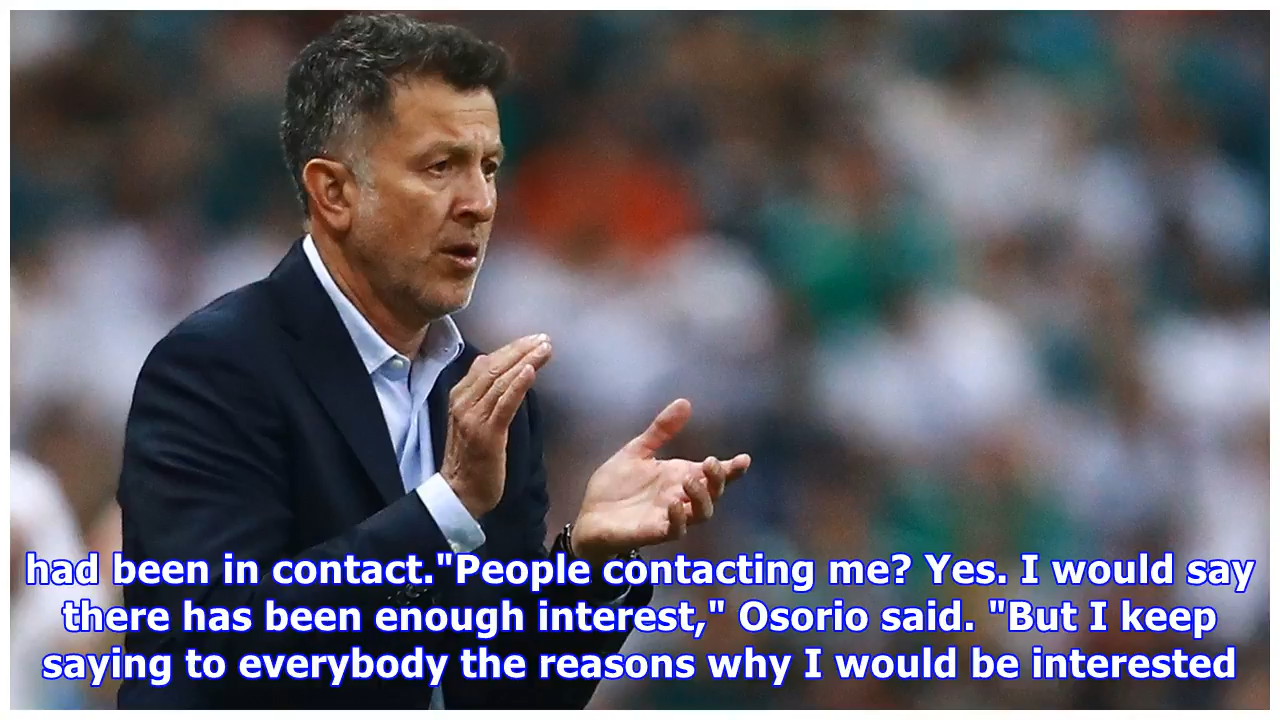 had been in contact."People contacting me? Yes. I would say
there has been enough interest," Osorio said. "But I keep
saying to everybody the reasons why I would be interested